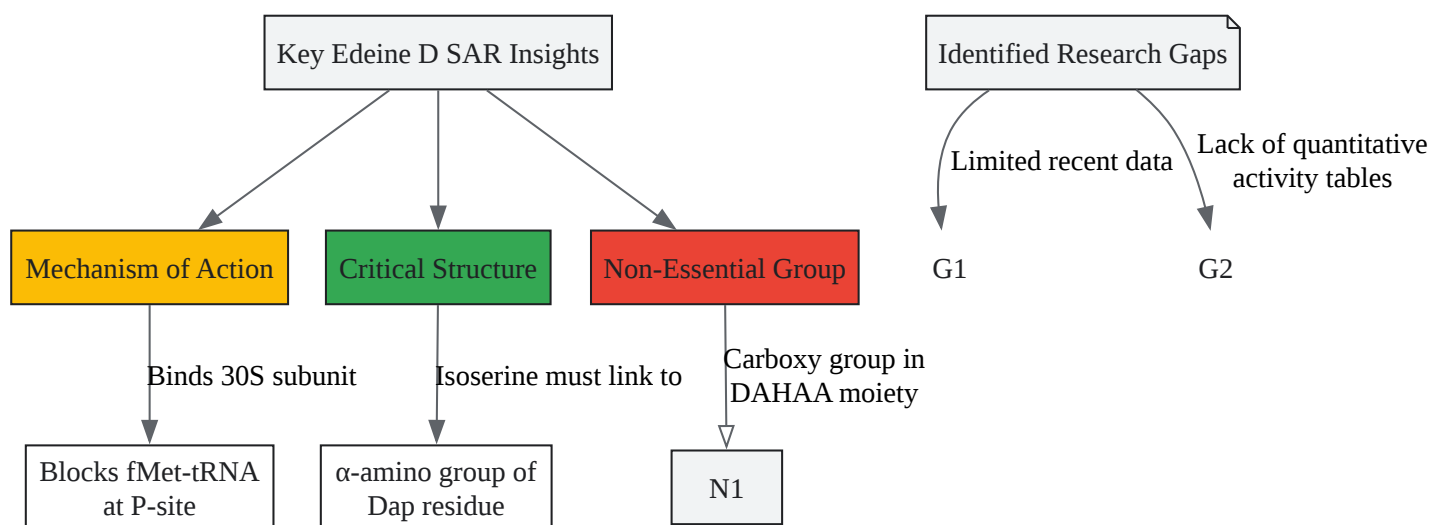 Key Edeine D SAR Insights
Identified Research Gaps
Limited recent data
Lack of quantitative
activity tables
Mechanism of Action
Critical Structure
Non-Essential Group
G1
G2
Binds 30S subunit
Isoserine must link to
Carboxy group in
DAHAA moiety
Blocks fMet-tRNA
at P-site
α-amino group of
Dap residue
N1